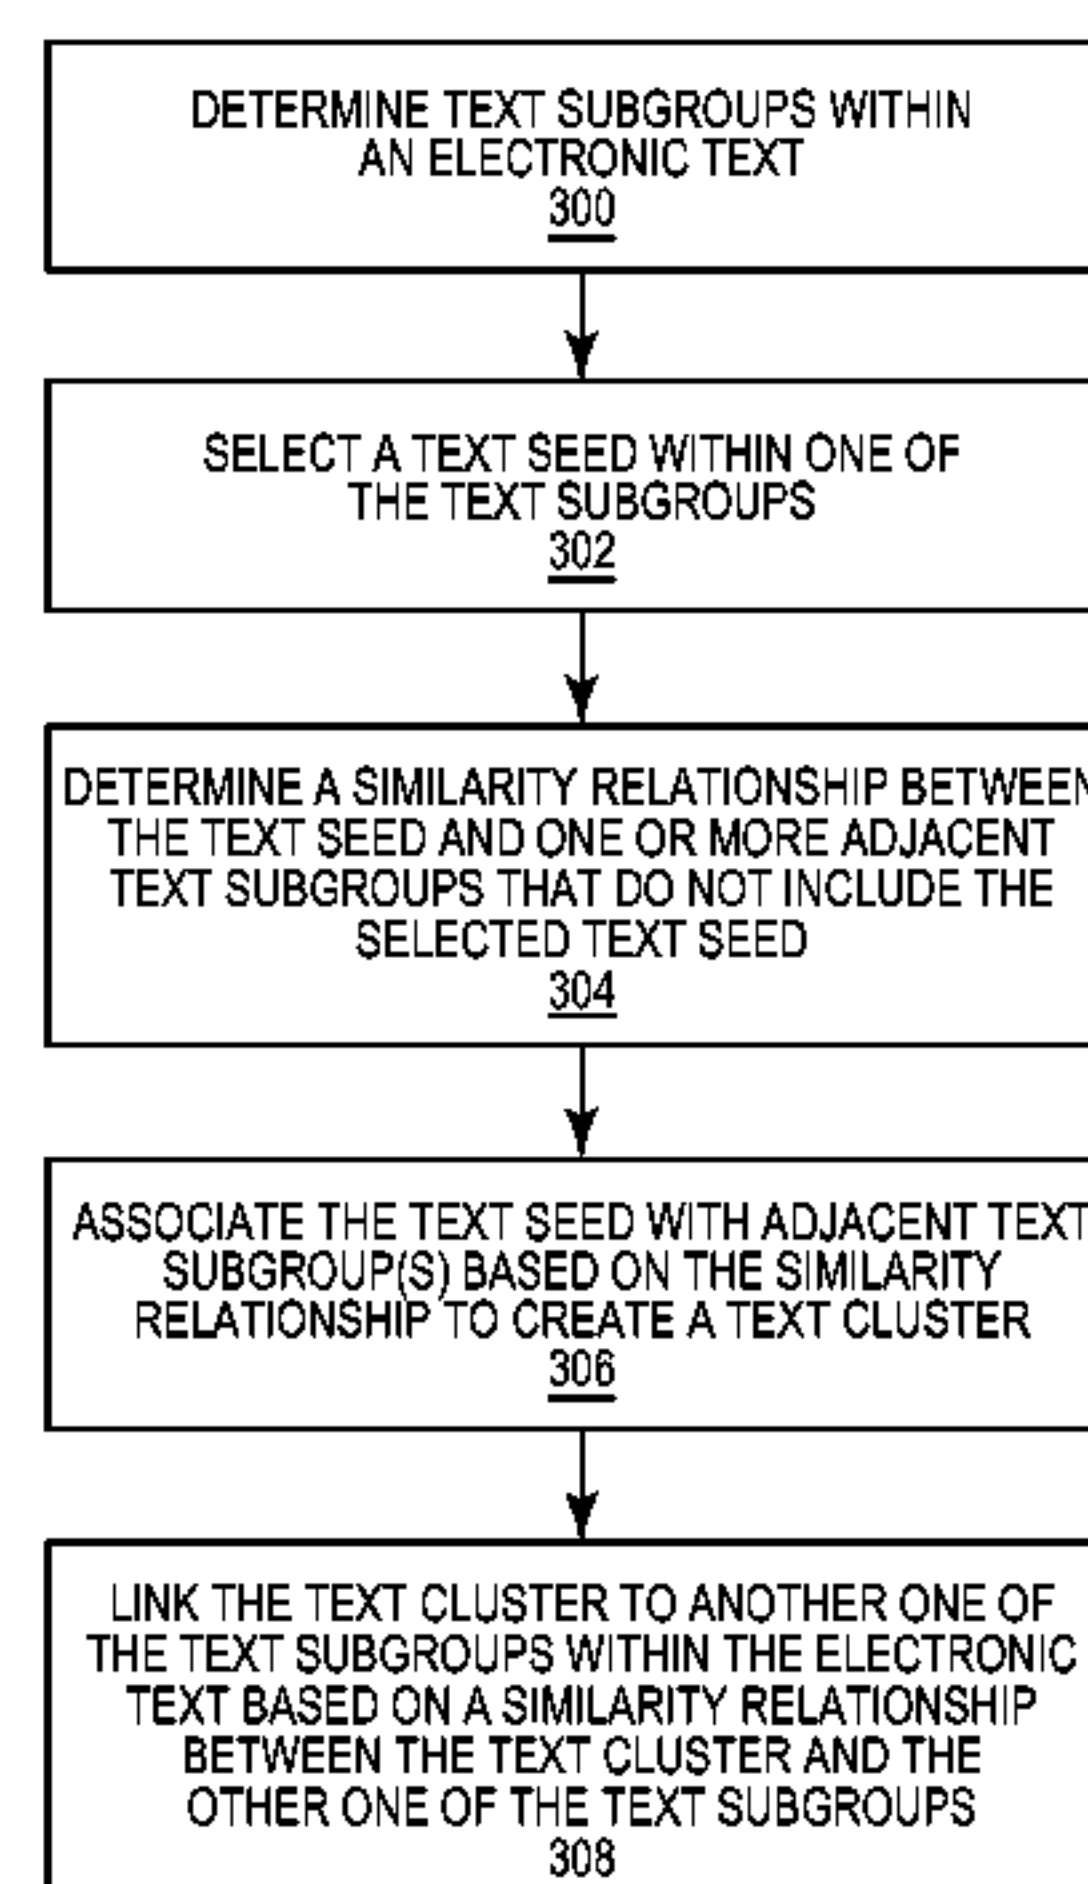 DETERMINE TEXT SUBGROUPS WITHIN
AN ELECTRONIC TEXT
300
SELECT A TEXT SEED WITHIN ONE OF
THE TEXT SUBGROUPS
302
DETERMINE A SIMILARITY RELATIONSHIP BETWEEN
THE TEXT SEED AND ONE OR MORE ADJACENT
TEXT SUBGROUPS THAT DO NOT INCLUDE THE
SELECTED TEXT SEED
304
ASSOCIATE THE TEXT SEED WITH ADJACENT TEXT
SUBGROUP(S) BASED ON THE SIMILARITY
RELATIONSHIP TO CREATE A TEXT CLUSTER
306
LINK THE TEXT CLUSTER TO ANOTHER ONE OF
THE TEXT SUBGROUPS WITHIN THE ELECTRONIC
TEXT BASED ON A SIMILARITY RELATIONSHIP
BETWEEN THE TEXT CLUSTER AND THE
OTHER ONE OF THE TEXT SUBGROUPS
308